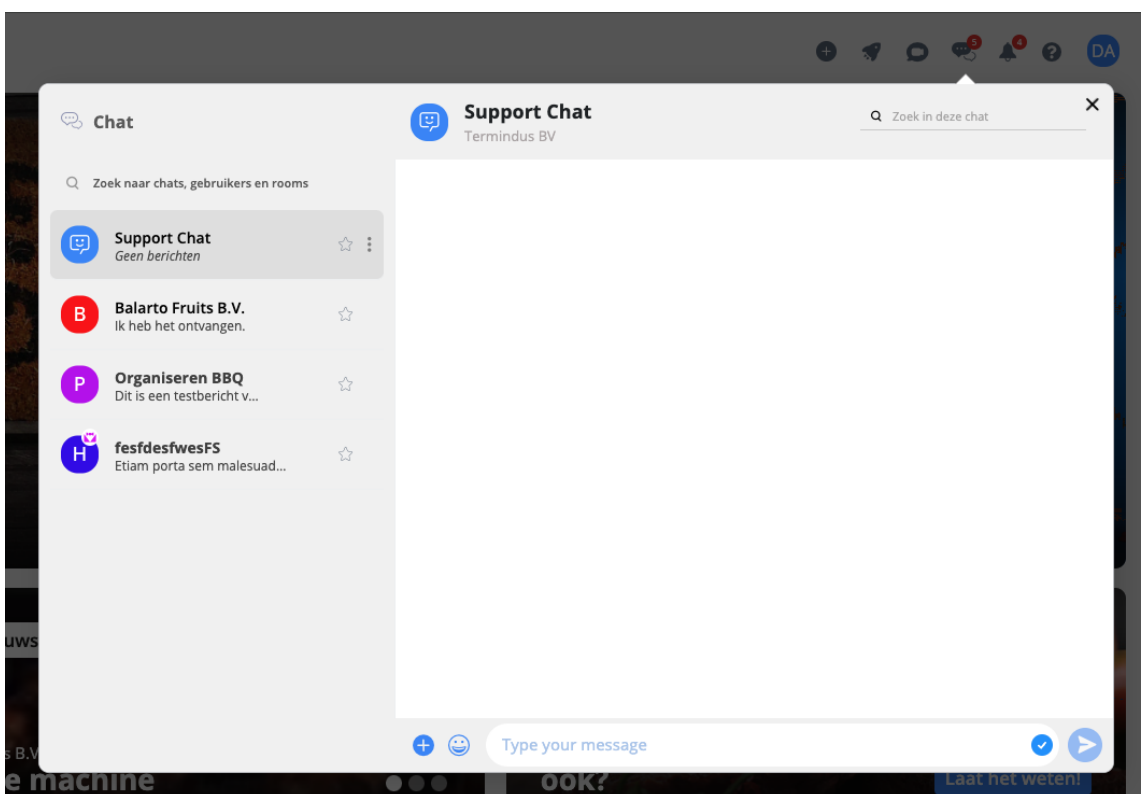 5
4
DA
Chat
Zoek naar chats, gebruikers en rooms
Support Chat
Geen berichten
B
Balarto Fruits B.V.
Ik heb het ontvangen.
P
Organiseren BBQ
Dit is een testbericht v...
H
fesfdesfwesFS
Etiam porta sem malesuad...
Support Chat
Termindus BV
Zoek in deze chat
Type your message
uws
s B.V
e machine
ook?
Laat het weten!